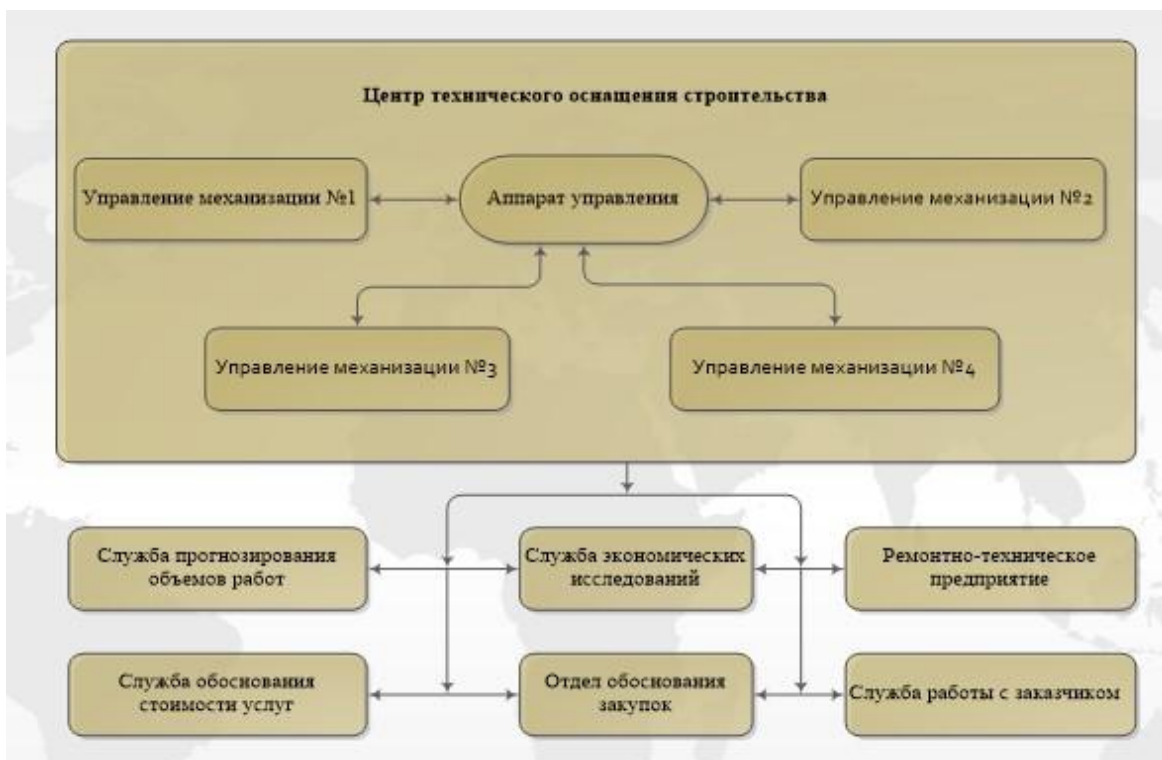 Центр технического оснащения строительства
Управление механизации №1
Аппарат управления
Управление механизации №2
Управление механизации №3
Управление механизации №4
Служба прогнозирования
объемов работ
Служба экономических
исследований
Ремонтно-техническое
предприятие
Служба обоснования
стоимости услуг
Отдел обоснования
закупок
Служба работы с заказчиком